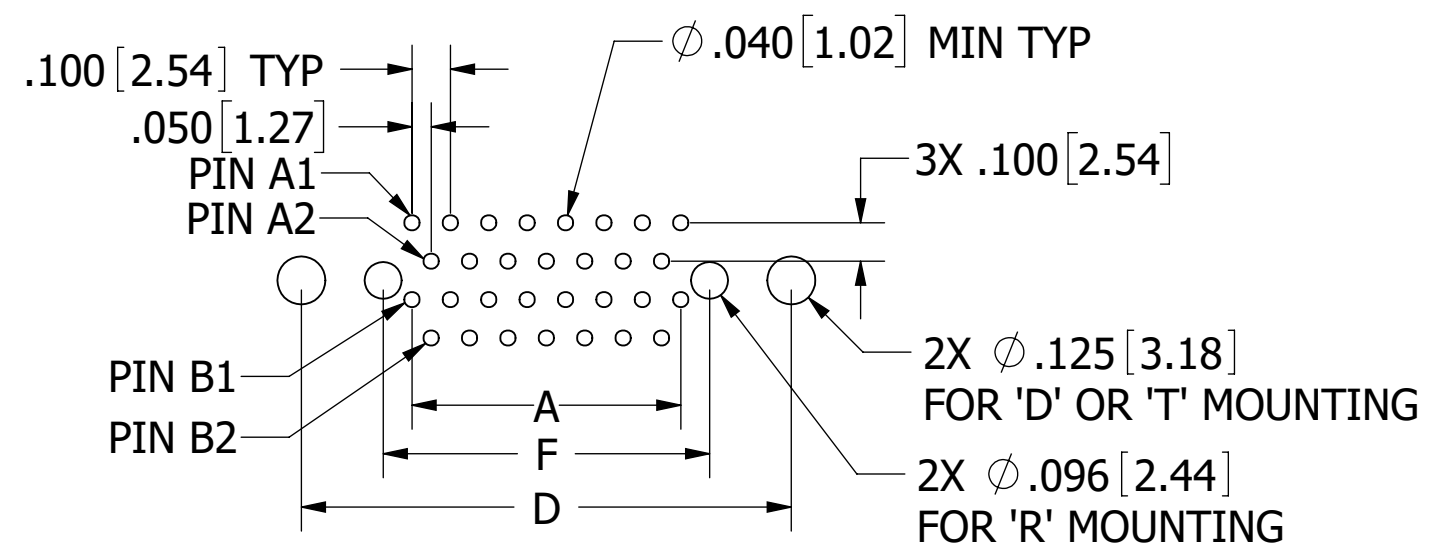 ⌀.040[1.02] MIN TYP
.100[2.54] TYP
.050[1.27]
PIN A1
3X .100[2.54]
PIN A2
PIN B1
2X ⌀.125[3.18]
FOR 'D' OR 'T' MOUNTING
A
PIN B2
F
2X ⌀.096[2.44]
FOR 'R' MOUNTING
D